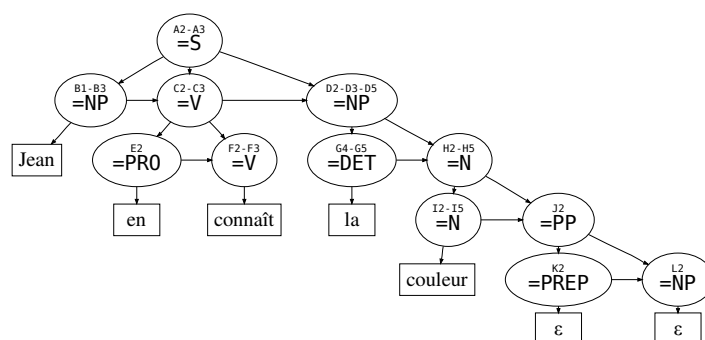 A2-A3
=S
B1-B3
=NP
C2-C3
=V
D2-D3-D5
=NP
Jean
E2
=PRO
F2-F3
=V
G4-G5
=DET
H2-H5
=N
en
connaît
la
I2-I5
=N
J2
=PP
couleur
K2
=PREP
L2
=NP
ε
ε